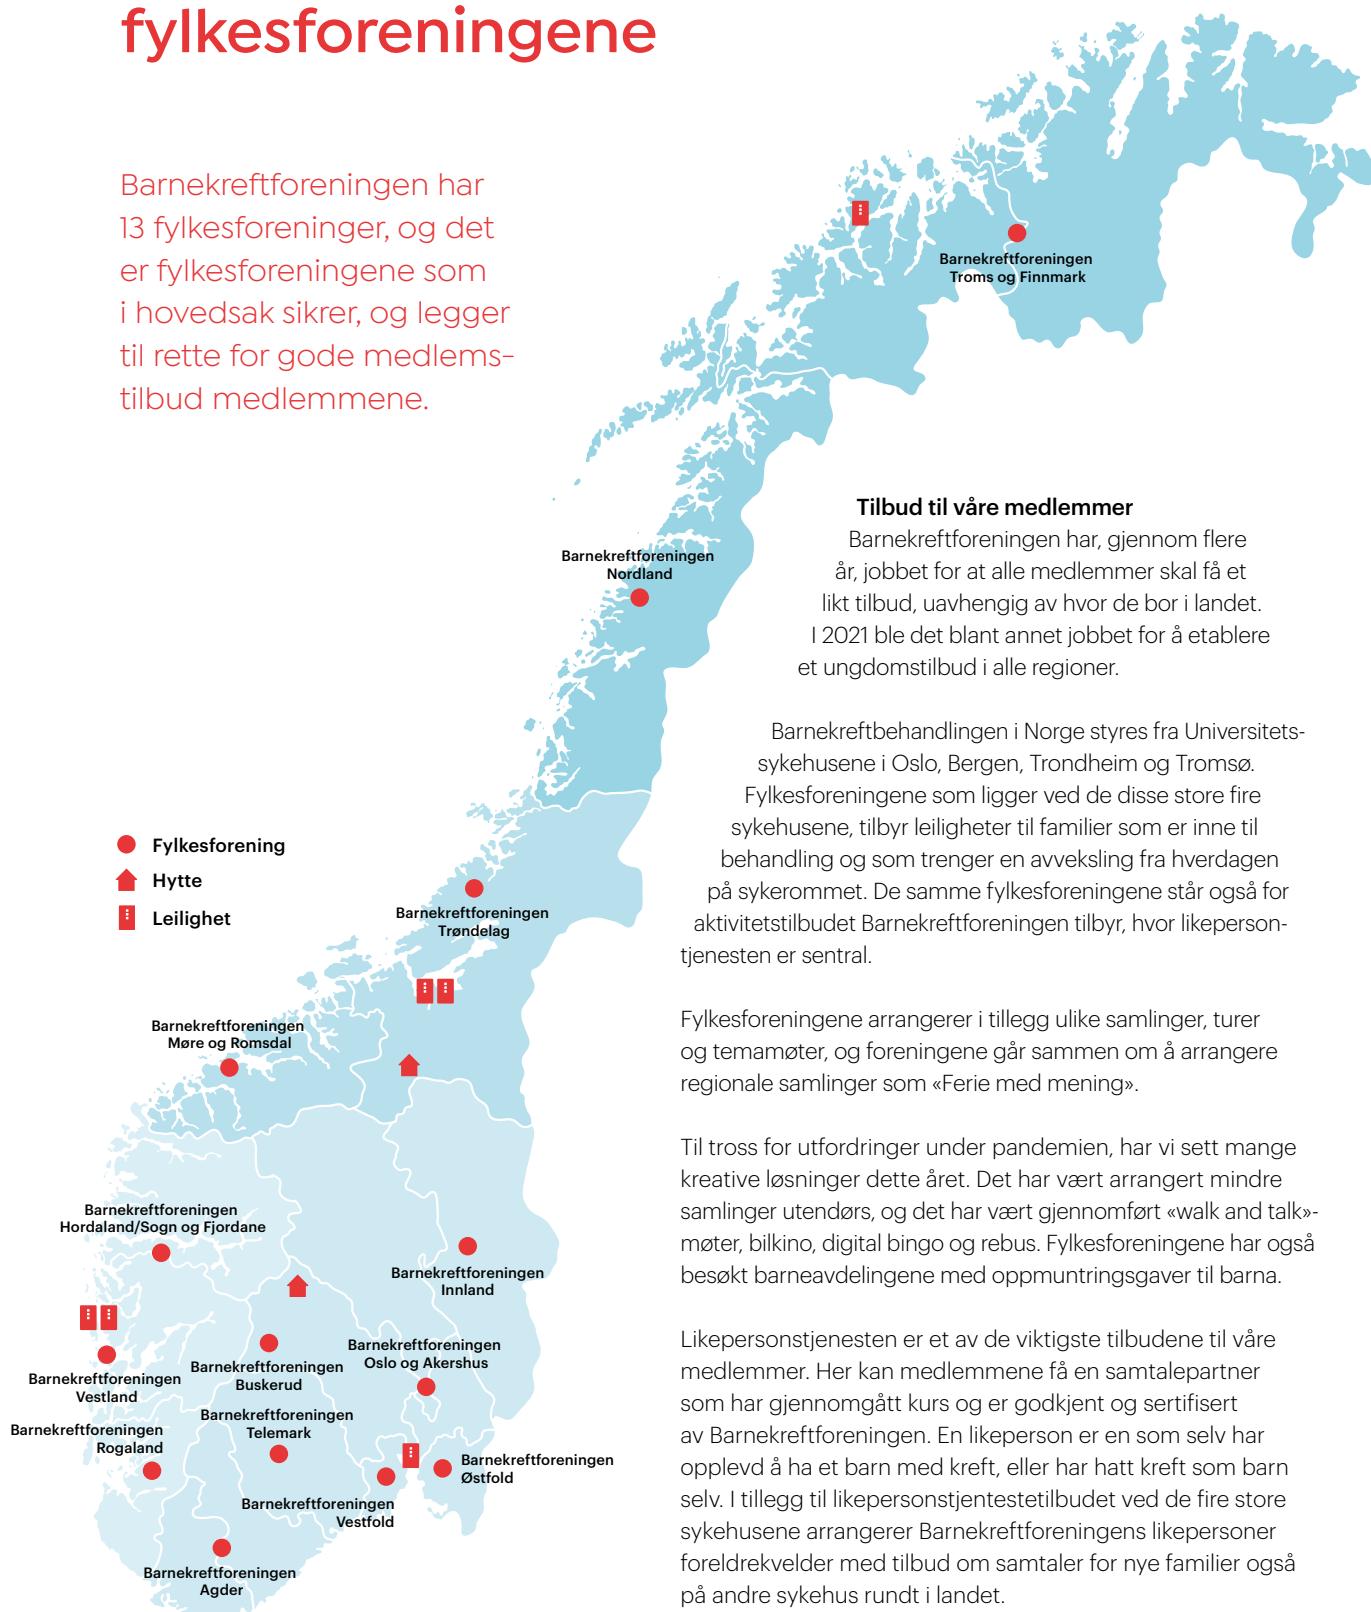 fylkesforeningene
Barnekreftforeningen har
13 fylkesforeninger, og det
er fylkesforeningene som
i hovedsak sikrer, og legger
til rette for gode medlems-
tilbud medlemmene.
Barnekreftforeningen
Troms og Finnmark
Barnekreftforeningen
Nordland
Fylkesforening
Hytte
Leilighet
Barnekreftforeningen
Trøndelag
Barnekreftforeningen
Møre og Romsdal
Barnekreftforeningen
Hordaland/Sogn og Fjordane
Barnekreftforeningen
Innland
Barnekreftforeningen
Oslo og Akershus
Barnekreftforeningen
Buskerud
Barnekreftforeningen
Vestland
Barnekreftforeningen
Telemark
Barnekreftforeningen
Rogaland
Barnekreftforeningen
Østfold
Barnekreftforeningen
Vestfold
Barnekreftforeningen
Agder
Tilbud til våre medlemmer
Barnekreftforeningen har, gjennom flere
år, jobbet for at alle medlemmer skal få et
likt tilbud, uavhengig av hvor de bor i landet.
I 2021 ble det blant annet jobbet for å etablere
et ungdomstilbud i alle regioner.
Barnekreftbehandlingen i Norge styres fra Universitets-
sykehusene i Oslo, Bergen, Trondheim og Tromsø.
Fylkesforeningene som ligger ved de disse store fire
sykehusene, tilbyr leiligheter til familier som er inne til
behandling og som trenger en avveksling fra hverdagen
på sykerommet. De samme fylkesforeningene står også for
aktivitetstilbudet Barnekreftforeningen tilbyr, hvor likeperson-
tjenesten er sentral.
Fylkesforeningene arrangerer i tillegg ulike samlinger, turer
og temamøter, og foreningene går sammen om å arrangere
regionale samlinger som «Ferie med mening».
Til tross for utfordringer under pandemien, har vi sett mange
kreative løsninger dette året. Det har vært arrangert mindre
samlinger utendørs, og det har vært gjennomført «walk and talk»-
møter, bilkino, digital bingo og rebus. Fylkesforeningene har også
besøkt barneavdelingene med oppmuntringsgaver til barna.
Likepersonstjenesten er et av de viktigste tilbudene til våre
medlemmer. Her kan medlemmene få en samtalepartner
som har gjennomgått kurs og er godkjent og sertifisert
av Barnekreftforeningen. En likeperson er en som selv har
opplevd å ha et barn med kreft, eller har hatt kreft som barn
selv. I tillegg til likepersonstjentestetilbudet ved de fire store
sykehusene arrangerer Barnekreftforeningens likepersoner
foreldrekvelder med tilbud om samtaler for nye familier også
på andre sykehus rundt i landet.